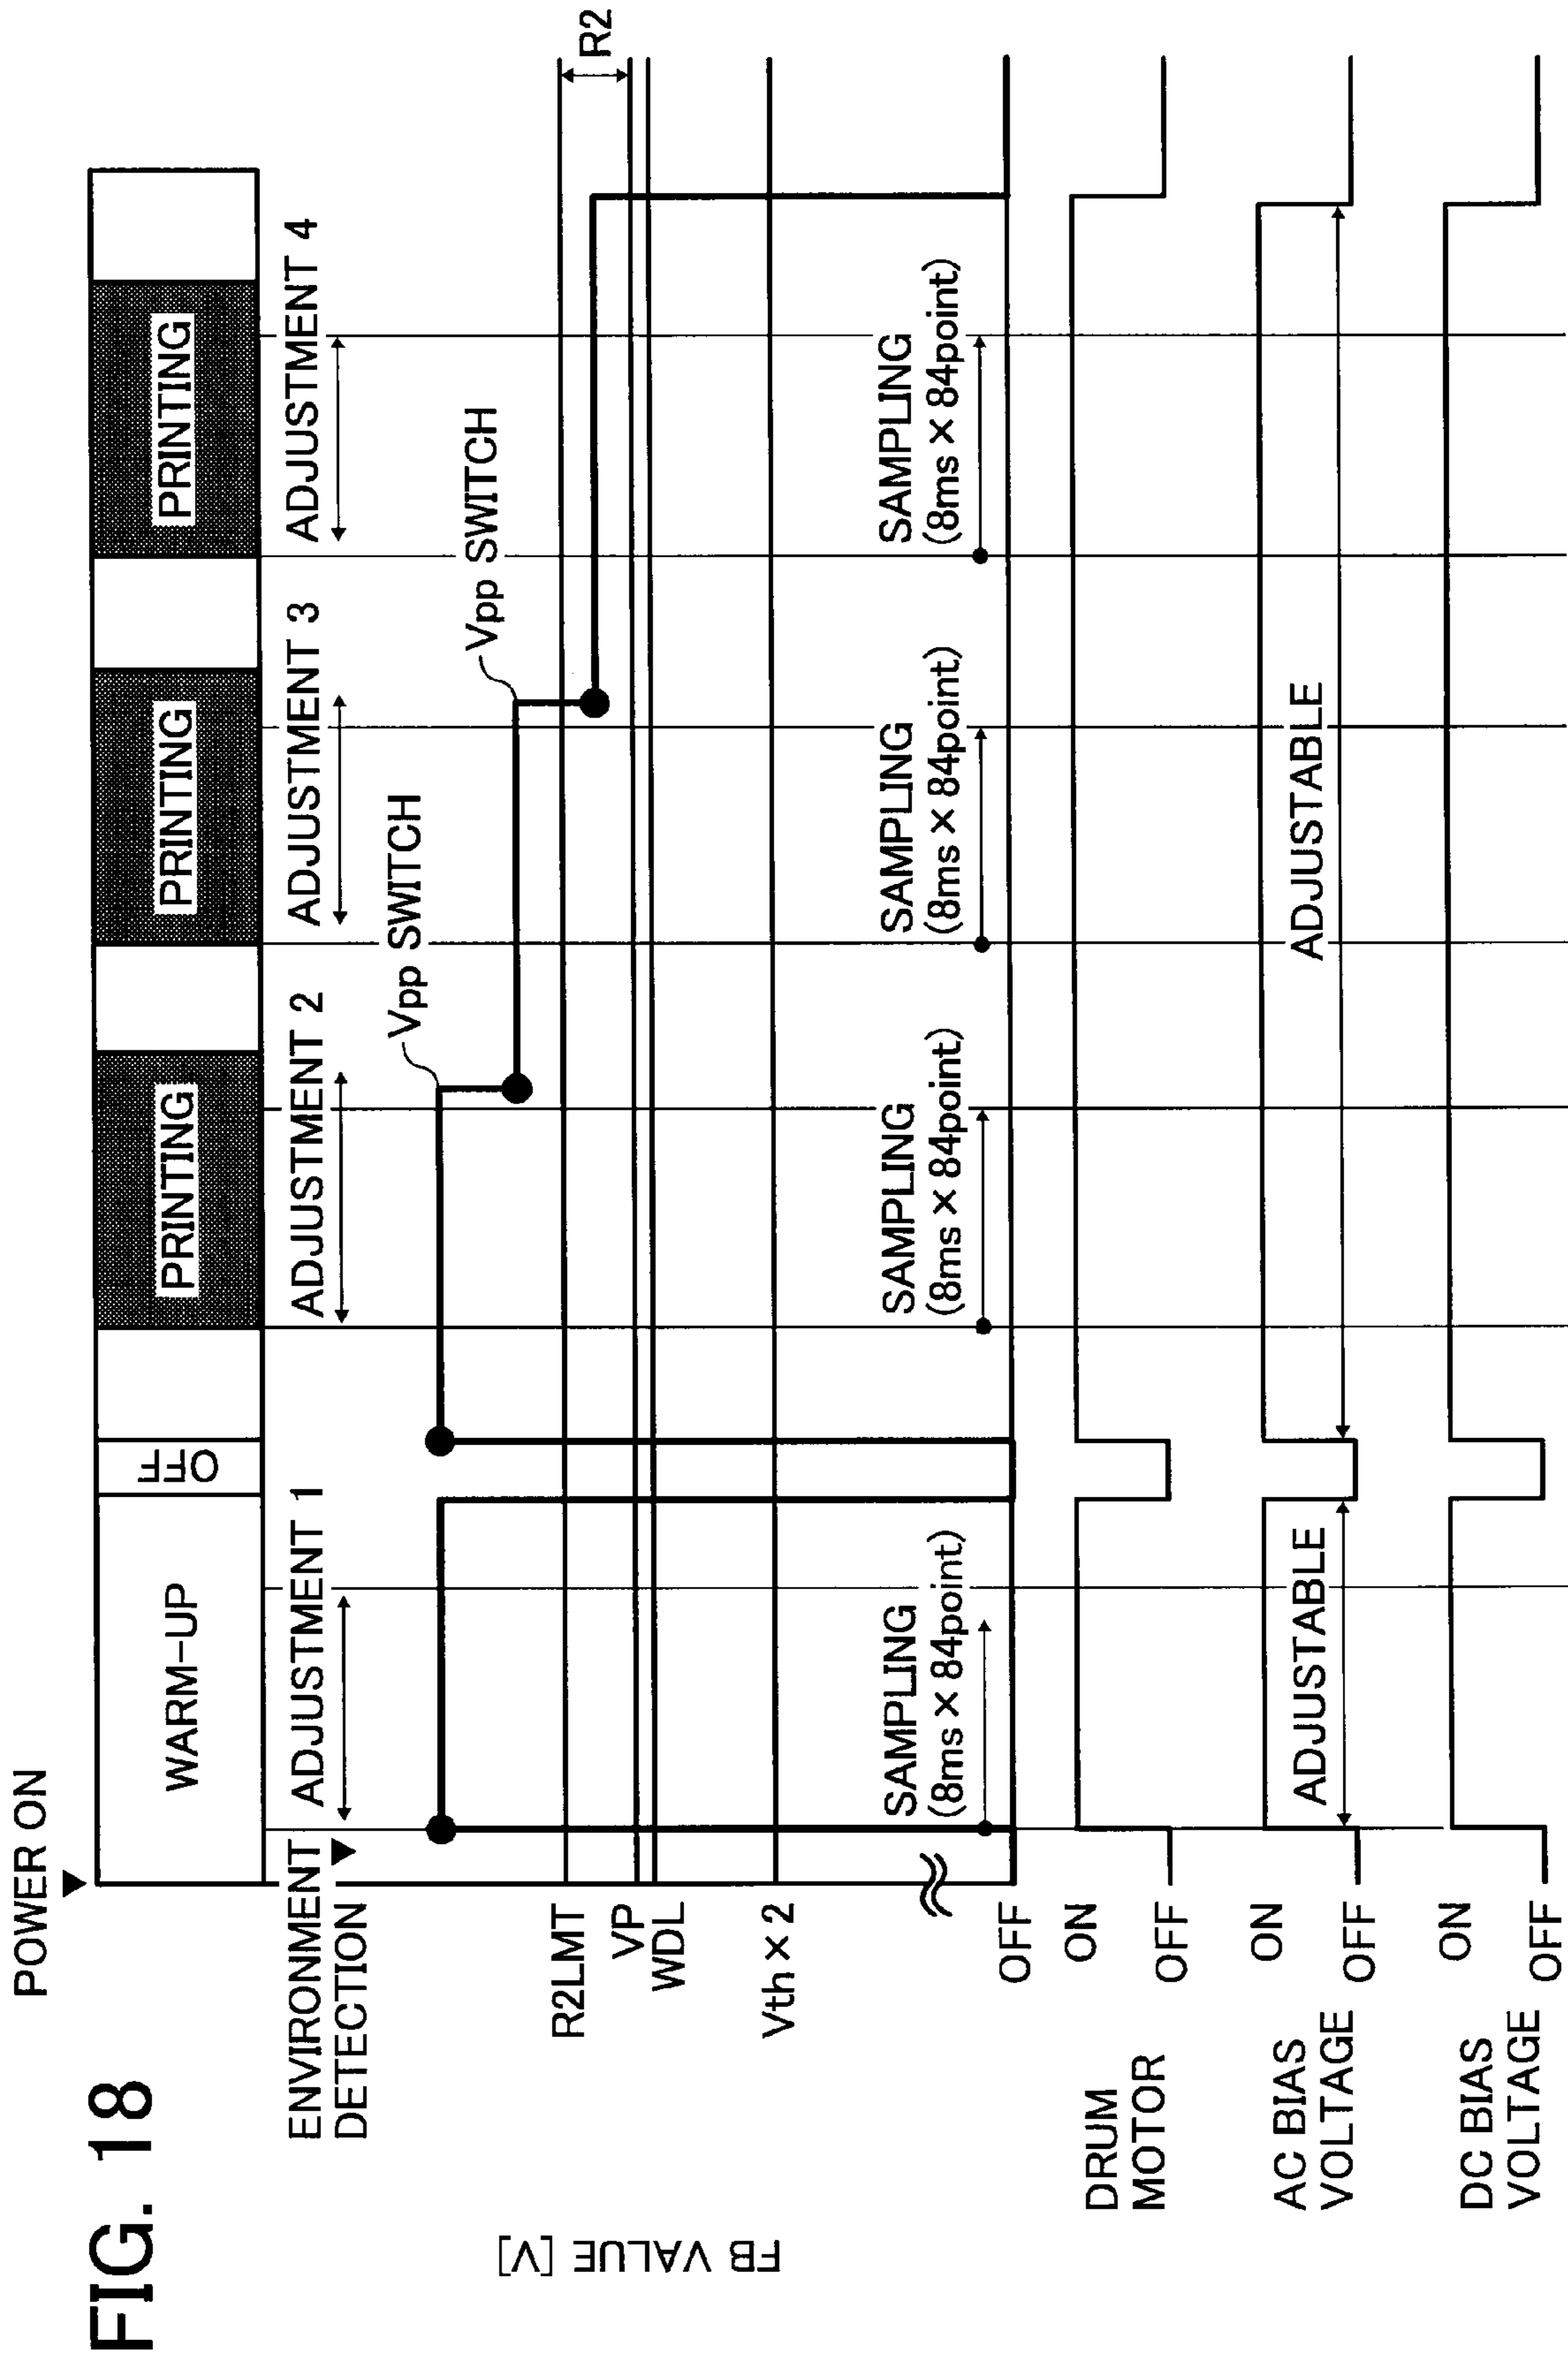 FIG. 18
POWER ON
WARM-UP
OFF
PRINTING
PRINTING
PRINTING
ENVIRONMENT
DETECTION
ADJUSTMENT 1
ADJUSTMENT 2
ADJUSTMENT 3
ADJUSTMENT 4
Vpp SWITCH
Vpp SWITCH
FB VALUE [V]
R2LMT
VP
WDL
Vth × 2
OFF
R2
SAMPLING
(8ms × 84point)
SAMPLING
(8ms × 84point)
SAMPLING
(8ms × 84point)
SAMPLING
(8ms × 84point)
DRUM
MOTOR
ON
OFF
AC BIAS
VOLTAGE
ON
OFF
ADJUSTABLE
ADJUSTABLE
DC BIAS
VOLTAGE
ON
OFF